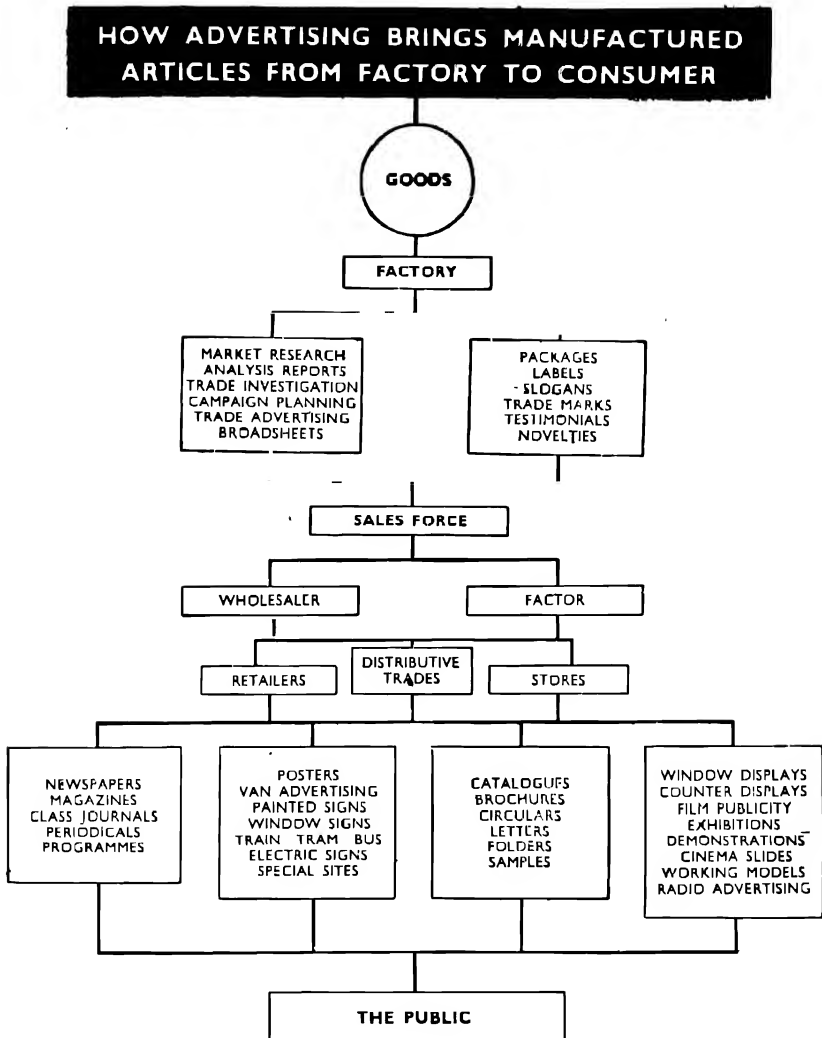 HOW ADVERTISING BRINGS MANUFACTURED
ARTICLES FROM FACTORY TO CONSUMER
GOODS
FACTORY
MARKET RESEARCH
ANALYSIS REPORTS
TRADE INVESTIGATION
CAMPAIGN PLANNING
TRADE ADVERTISING
BROADSHEETS
PACKAGES
LABELS
SLOGANS
TRADE MARKS
TESTIMONIALS
NOVELTIES
SALES FORCE
WHOLESALER
FACTOR
RETAILERS
DISTRIBUTIVE
TRADES
STORES
NEWSPAPERS
MAGAZINES
CLASS JOURNALS
PERIODICALS
PROGRAMMES
POSTERS
VAN ADVERTISING
PAINTED SIGNS
WINDOW SIGNS
TRAIN TRAM BUS
ELECTRIC SIGNS
SPECIAL SITES
CATALOGUES
BROCHURES
CIRCULARS
LETTERS
FOLDERS
SAMPLES
WINDOW DISPLAYS
COUNTER DISPLAYS
FILM PUBLICITY
EXHIBITIONS
DEMONSTRATIONS
CINEMA SLIDES
WORKING MODELS
RADIO ADVERTISING
THE PUBLIC